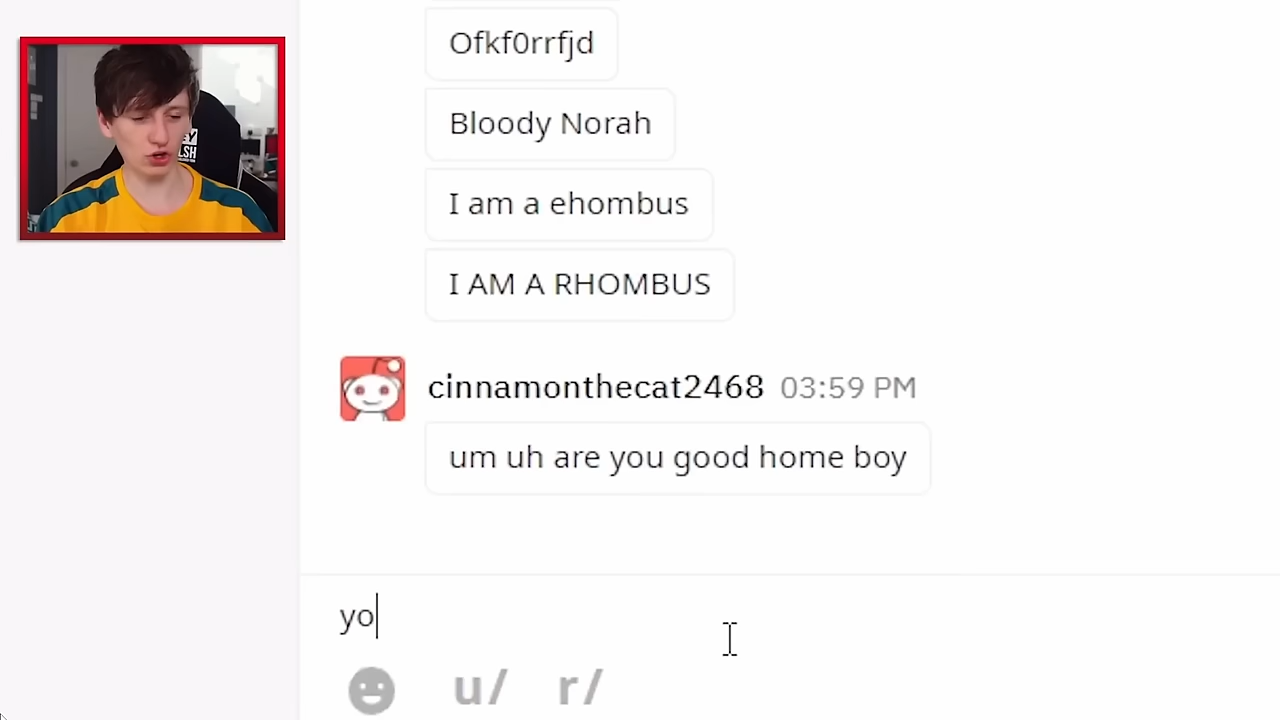 Ofkf0rrfjd
Bloody Norah
I am a ehombus
I AM A RHOMBUS
cinnamonthecat2468 03:59 PM
um uh are you good home boy
yo
u/ r/